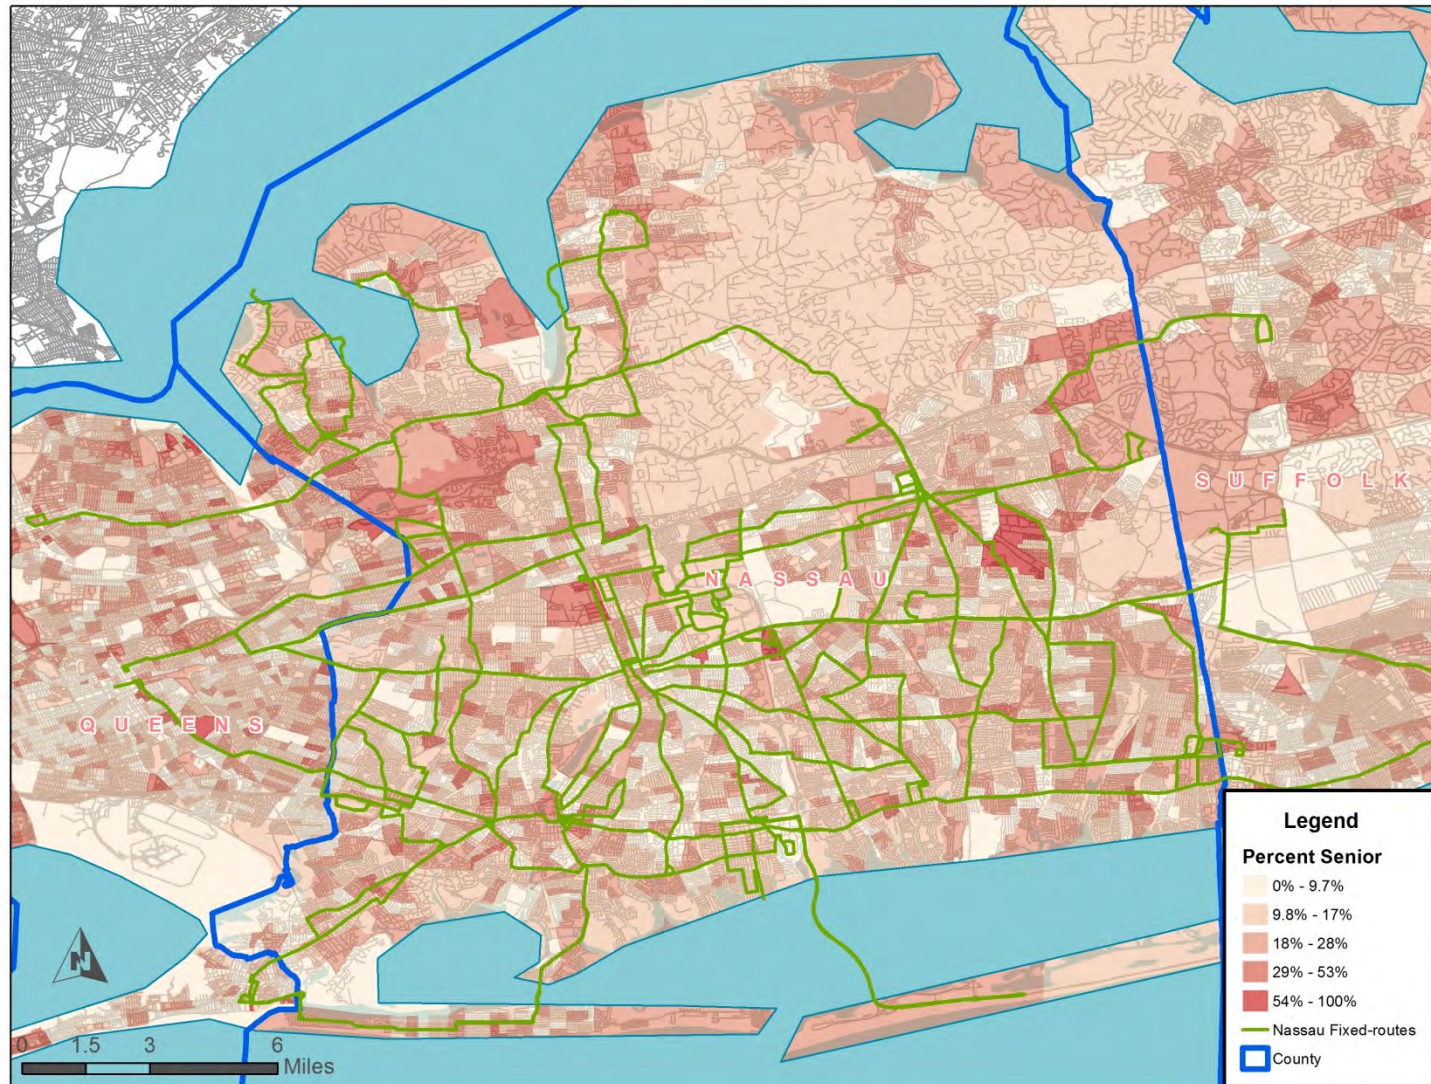 SUFFOLK
NASSAU
QUEENS
N
0 1.5 3 6
Miles
Legend
Percent Senior
0% - 9.7%
9.8% - 17%
18% - 28%
29% - 53%
54% - 100%
Nassau Fixed-routes
County